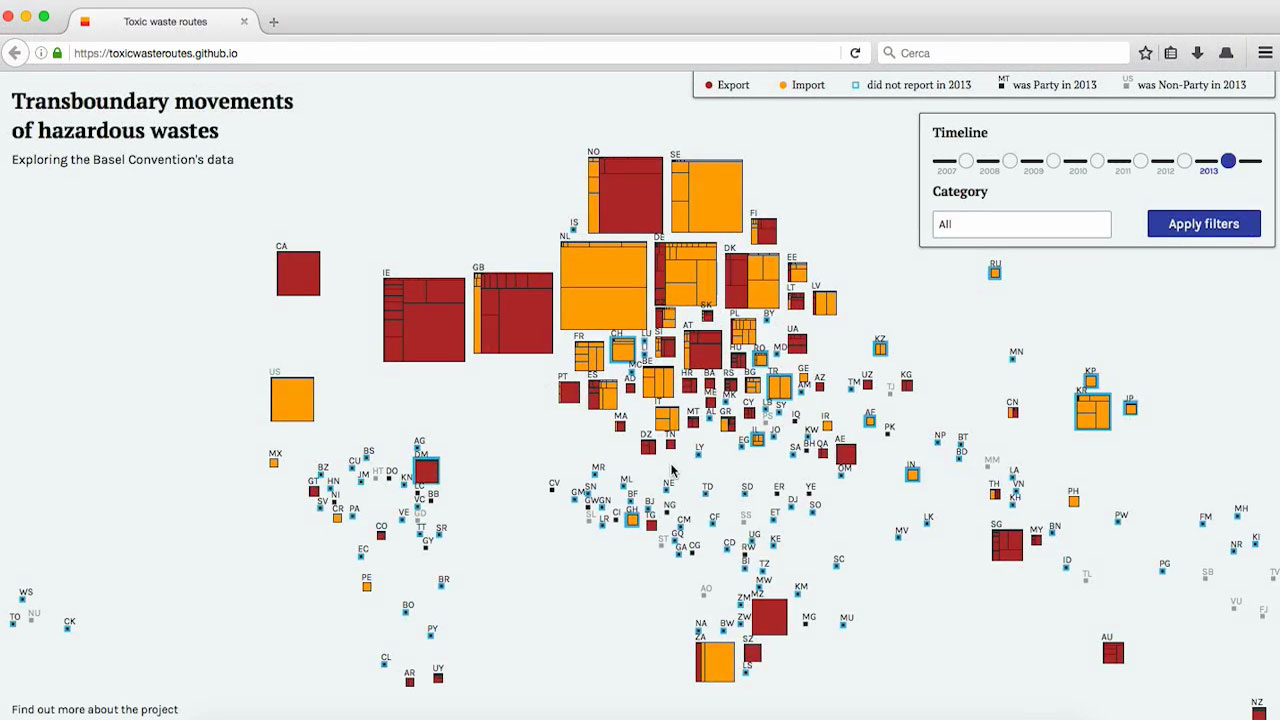 Toxic waste routes
https://toxicwasteroutes.github.io
Cerca
Transboundary movements
of hazardous wastes
Exploring the Basel Convention's data
Export
Import
did not report in 2013
MT
was Party in 2013
US
was Non-Party in 2013
Timeline
2007 2008 2009 2010 2011 2012 2013
Category
All
Apply filters
NO SE
FI
IS
NL DE DK
CA
IE GB
EE
LT LV
RU
SK PL BY
FR CH LU SI AT
UA
HU RO MD
KZ
MN
US
MC BE
PT ES AD HR BA RS BG TR GE
AM AZ TM UZ TJ KG
KP
KR JP
ME MK
IT MT AL GR CY LB SY
PS IQ
MA
DZ TN
LY EG IL JO
KW IR AF
PK
CN
SA BH QA AE
OM
IN
NP BT
BD
MM
MX
BS
AG
DM
BZ CU HT DO
GT HN JM KN
NI LC
SV CR PA VC BB
GD
CO VE TT SR
GY
EC
PE
BR
BO
PY
CL
AR UY
CV
MR
GM SN ML NE TD SD ER YE
GW GN BF BJ NG
SL LR CI GH TG
CM CF SS ET DJ SO
ST GQ
GA CG CD UG KE
RW
BI TZ
SC
AO
MW
ZM MZ KM
NA BW ZW MG MU
ZA SZ
LS
LA
TH VN
KH
PH
MV LK
SG MY BN
ID
TL
PW
FM MH
NR KI
PG SB TV
VU FJ
AU
NZ
WS
TO NU CK
Find out more about the project